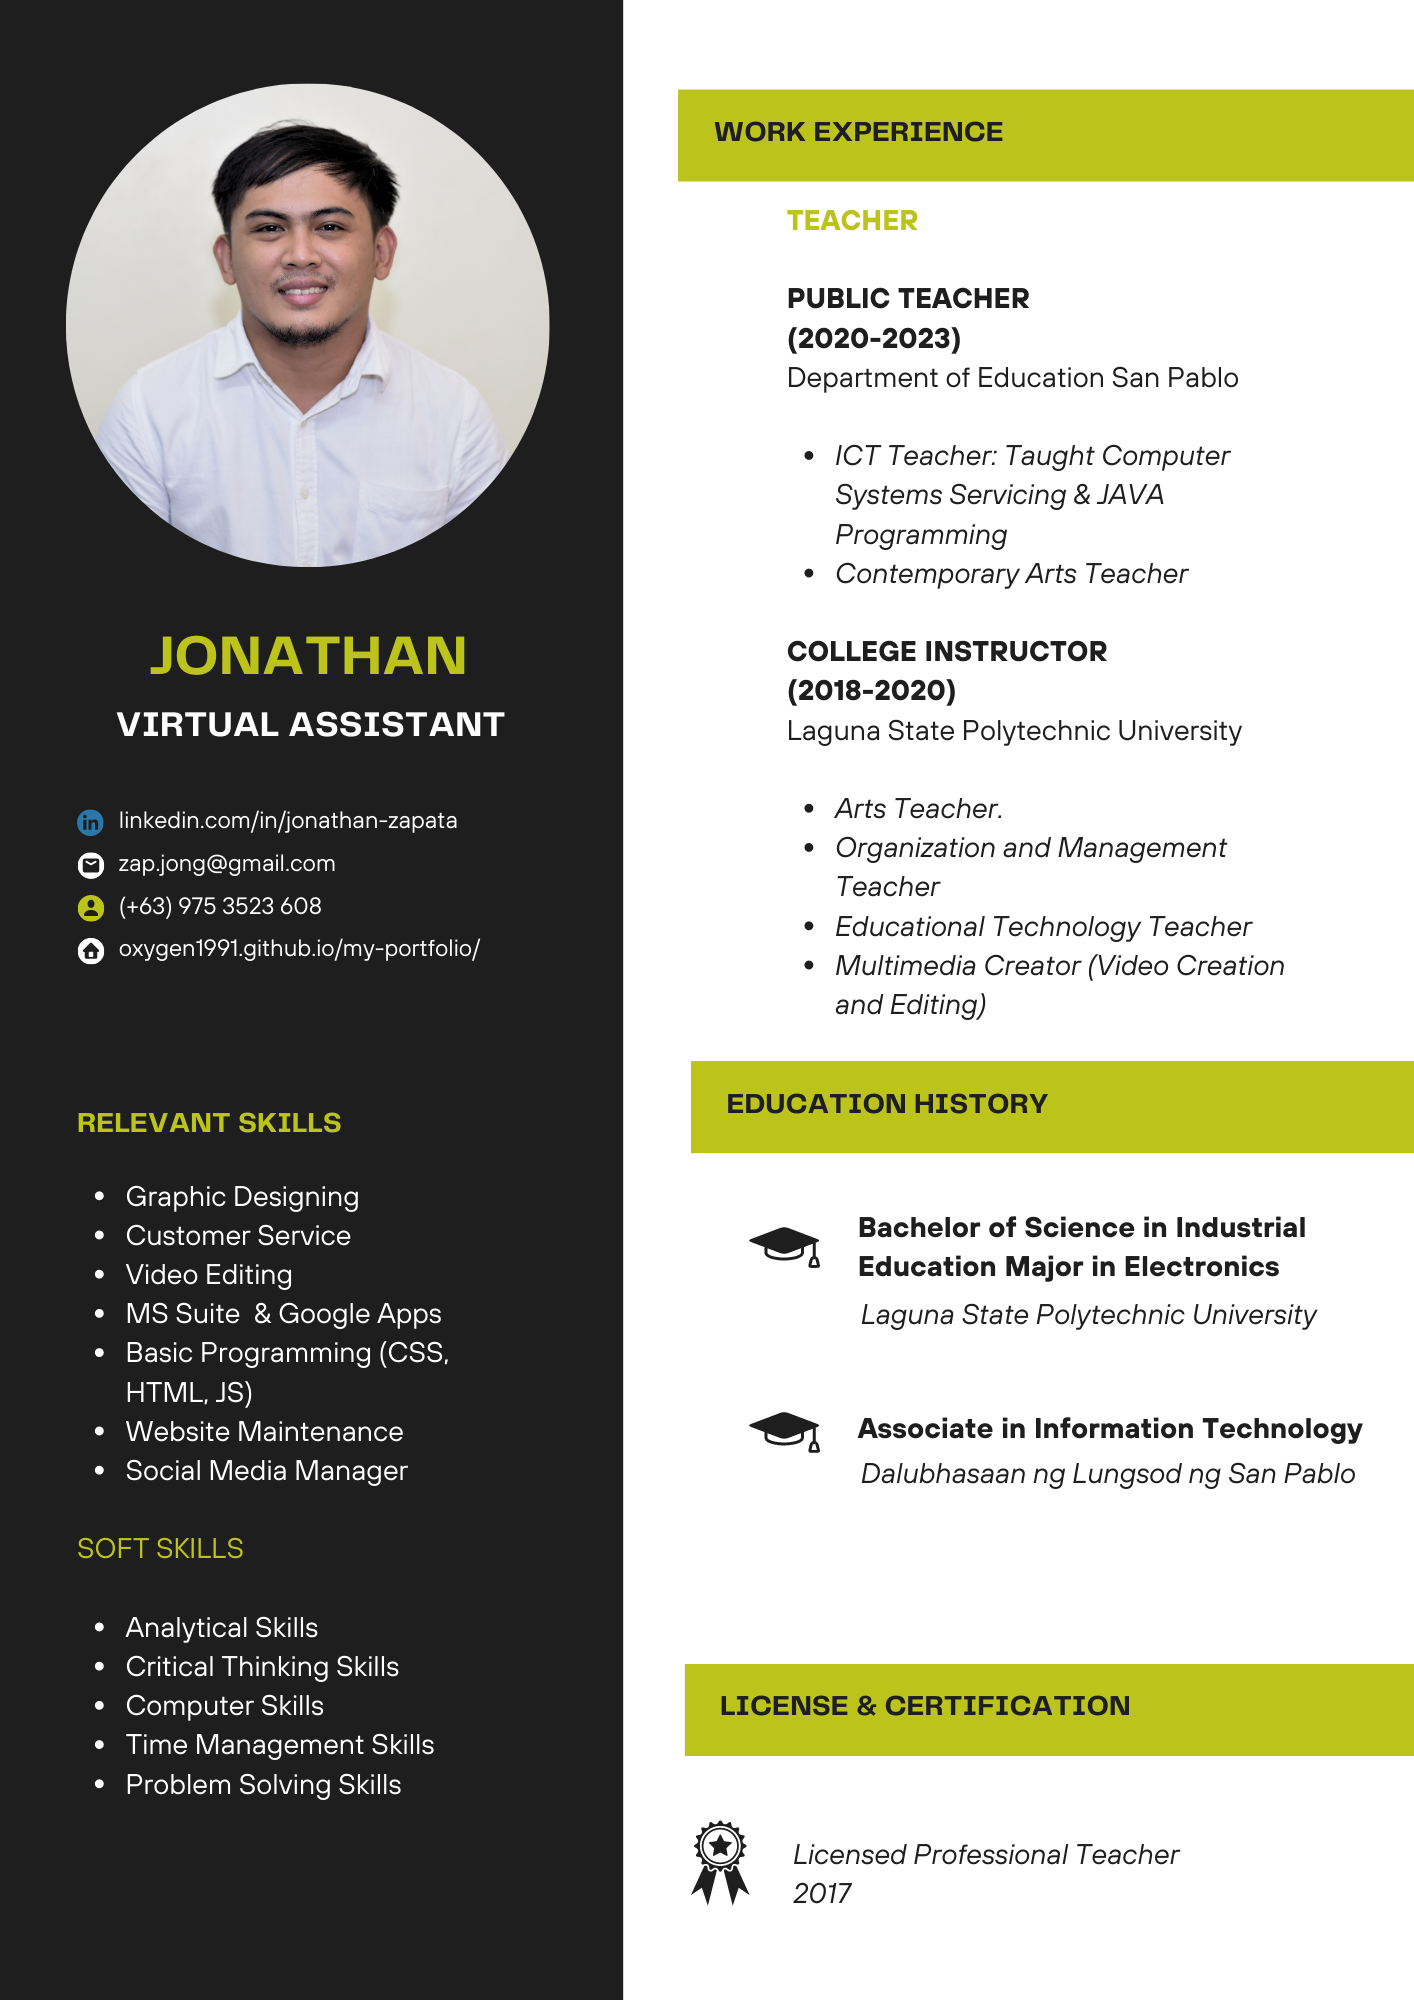 JONATHAN
VIRTUAL ASSISTANT
linkedin.com/in/jonathan-zapata
zap.jong@gmail.com
(+63) 975 3523 608
oxygen1991.github.io/my-portfolio/
RELEVANT SKILLS
• Graphic Designing
• Customer Service
• Video Editing
• MS Suite & Google Apps
• Basic Programming (CSS,
HTML, JS)
• Website Maintenance
• Social Media Manager
SOFT SKILLS
• Analytical Skills
• Critical Thinking Skills
• Computer Skills
• Time Management Skills
• Problem Solving Skills
WORK EXPERIENCE
TEACHER
PUBLIC TEACHER
(2020-2023)
Department of Education San Pablo
• ICT Teacher: Taught Computer
Systems Servicing & JAVA
Programming
• Contemporary Arts Teacher
COLLEGE INSTRUCTOR
(2018-2020)
Laguna State Polytechnic University
• Arts Teacher.
• Organization and Management
Teacher
• Educational Technology Teacher
• Multimedia Creator (Video Creation
and Editing)
EDUCATION HISTORY
Bachelor of Science in Industrial
Education Major in Electronics
Laguna State Polytechnic University
Associate in Information Technology
Dalubhasaan ng Lungsod ng San Pablo
LICENSE & CERTIFICATION
Licensed Professional Teacher
2017